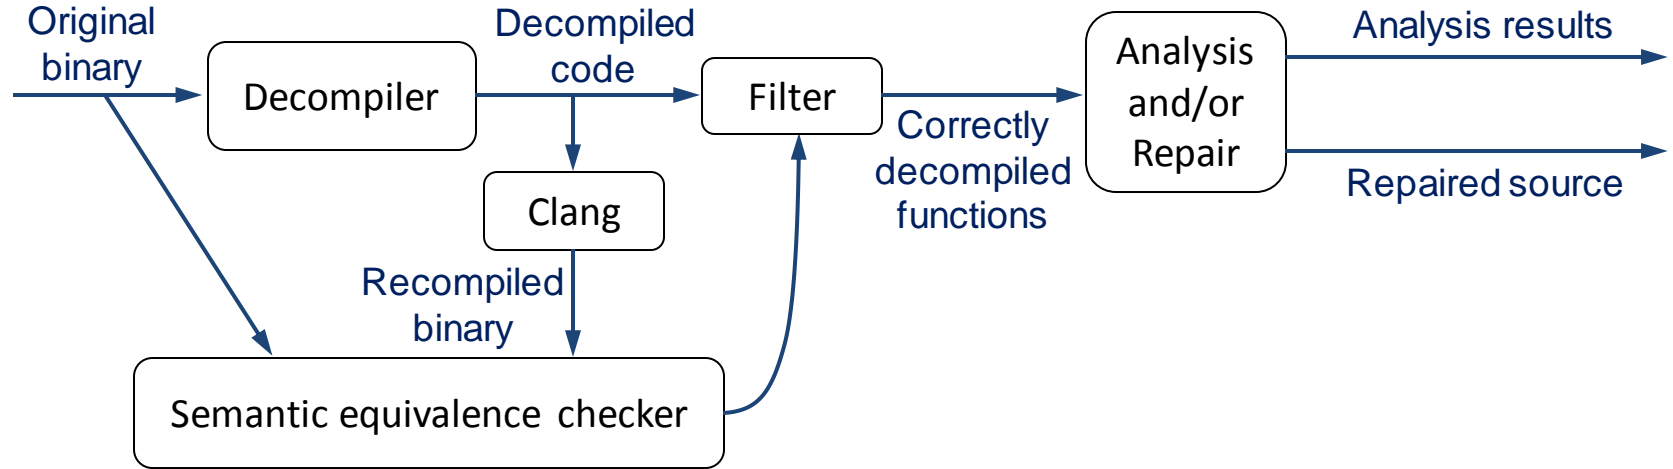 Original
binary
Decompiler
Decompiled
code
Filter
Correctly
decompiled
functions
Analysis
and/or
Repair
Analysis results
Repaired source
Clang
Recompiled
binary
Semantic equivalence checker